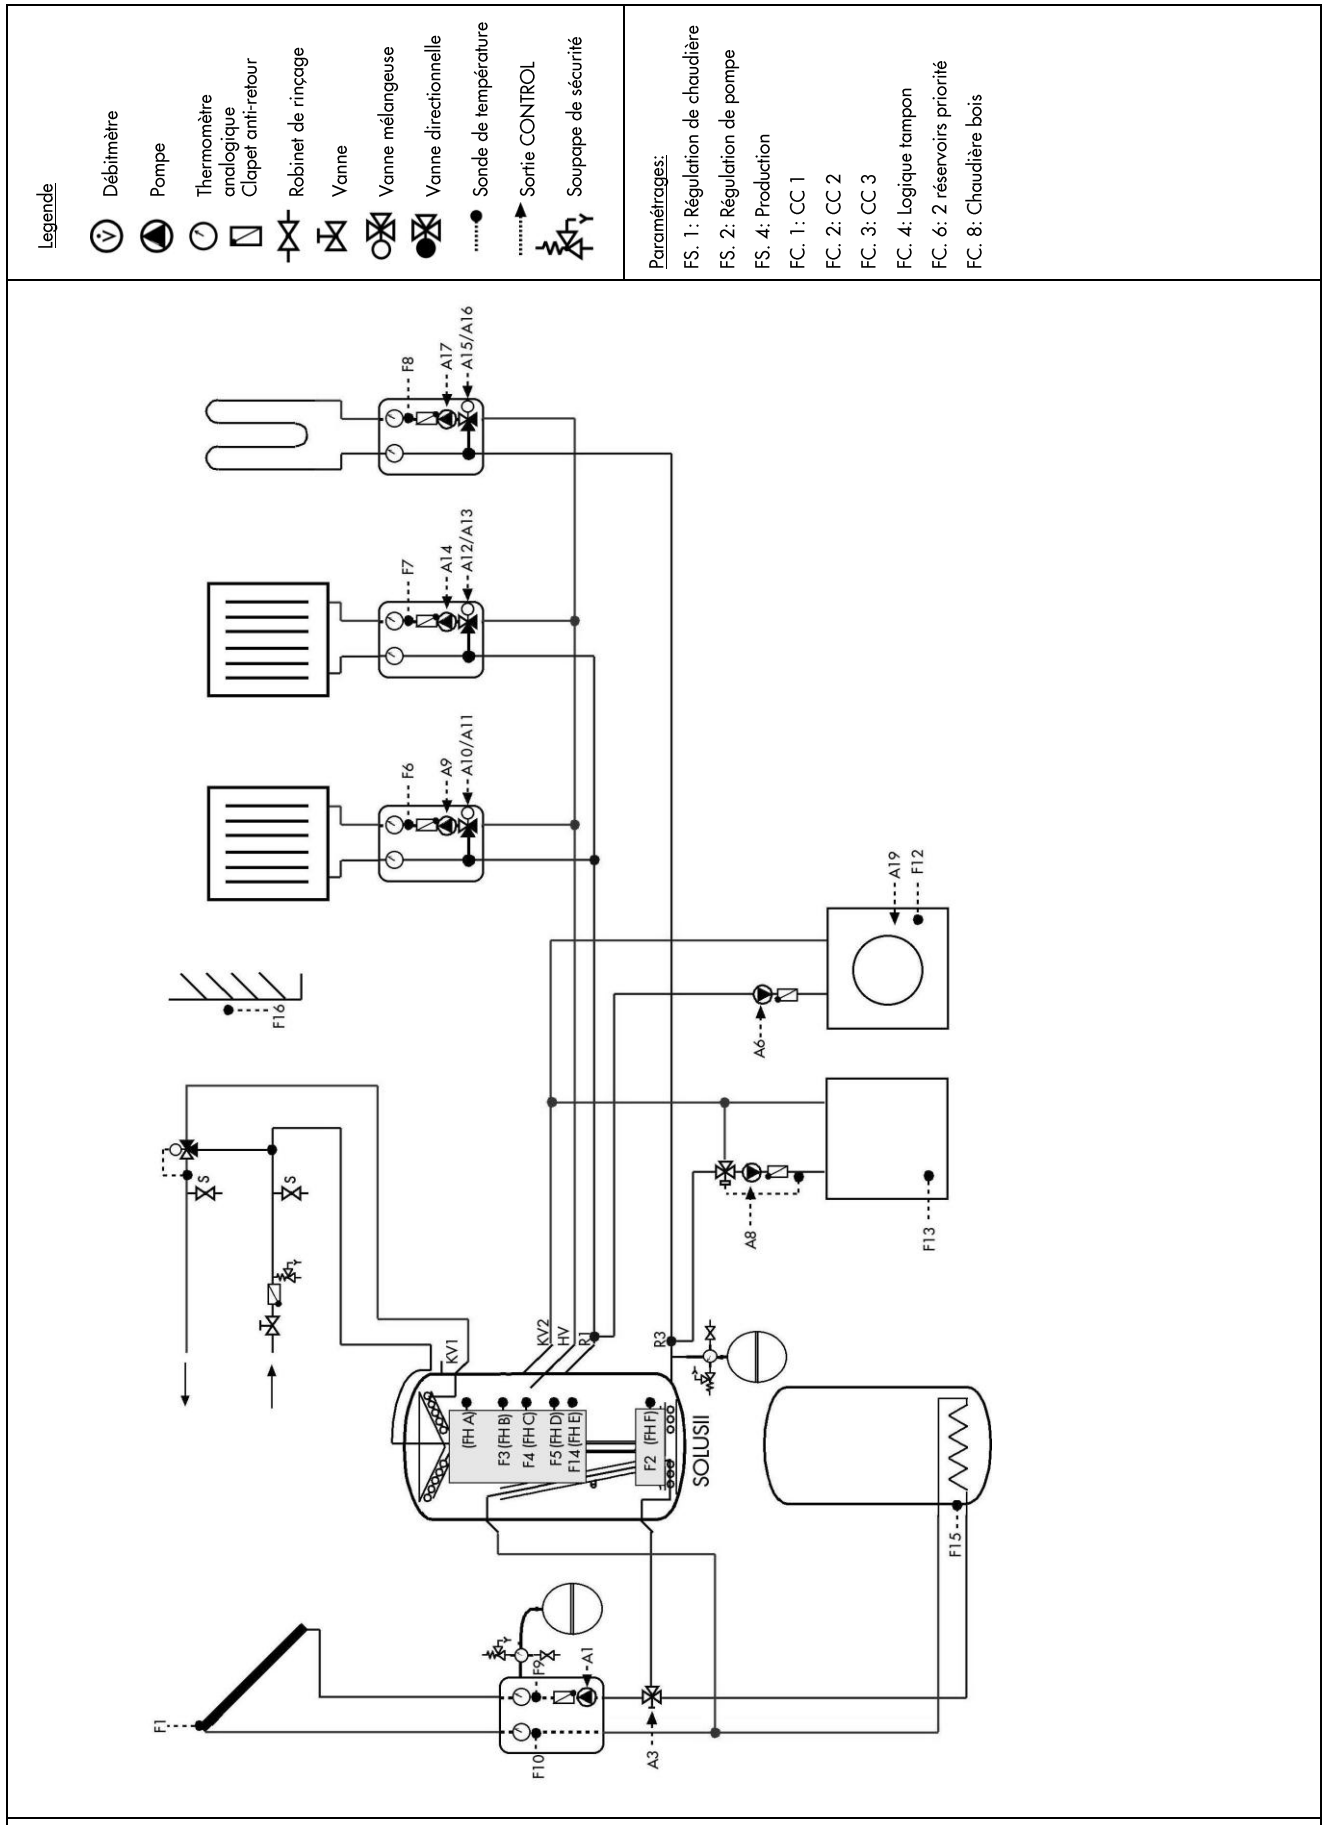 Legende
Débitmètre
Pompe
Thermomètre
analogique
Clapet anti-retour
Robinet de rinçage
Vanne
Vanne mélangeuse
Vanne directionnelle
Sonde de température
Sortie CONTROL
Soupape de sécurité
Paramétrages:
FS. 1: Régulation de chaudière
FS. 2: Régulation de pompe
FS. 4: Production
FC. 1: CC 1
FC. 2: CC 2
FC. 3: CC 3
FC. 4: Logique tampon
FC. 6: 2 réservoirs priorité
FC. 8: Chaudière bois
F1
F10
F9
A1
A3
F15
SOLUSII
(FH A)
F3 (FH B)
F4 (FH C)
F5 (FH D)
F14 (FH E)
F2 (FH F)
KV1
KV2
HV
R1
R3
S
S
F16
A8
F13
A6
A19
F12
F6
A9
A10/A11
F7
A14
A12/A13
F8
A17
A15/A16